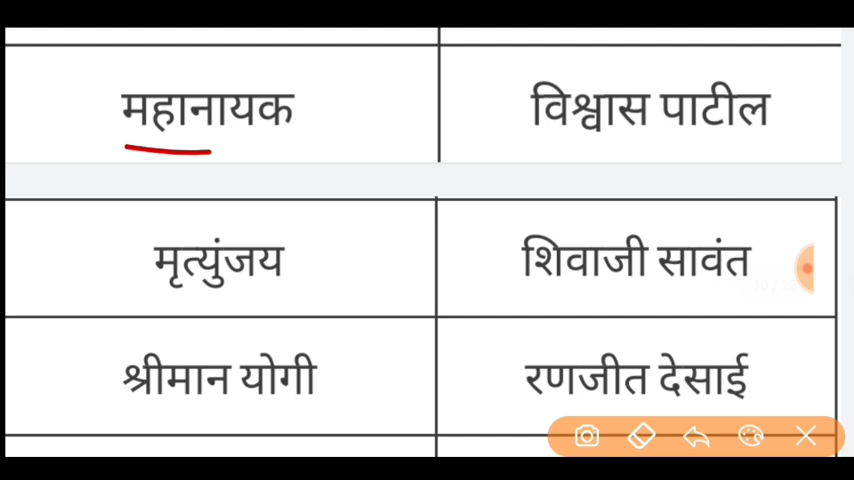 महानायक विश्वास पाटील
मृत्युंजय शिवाजी सावंत
श्रीमान योगी रणजीत देसाई